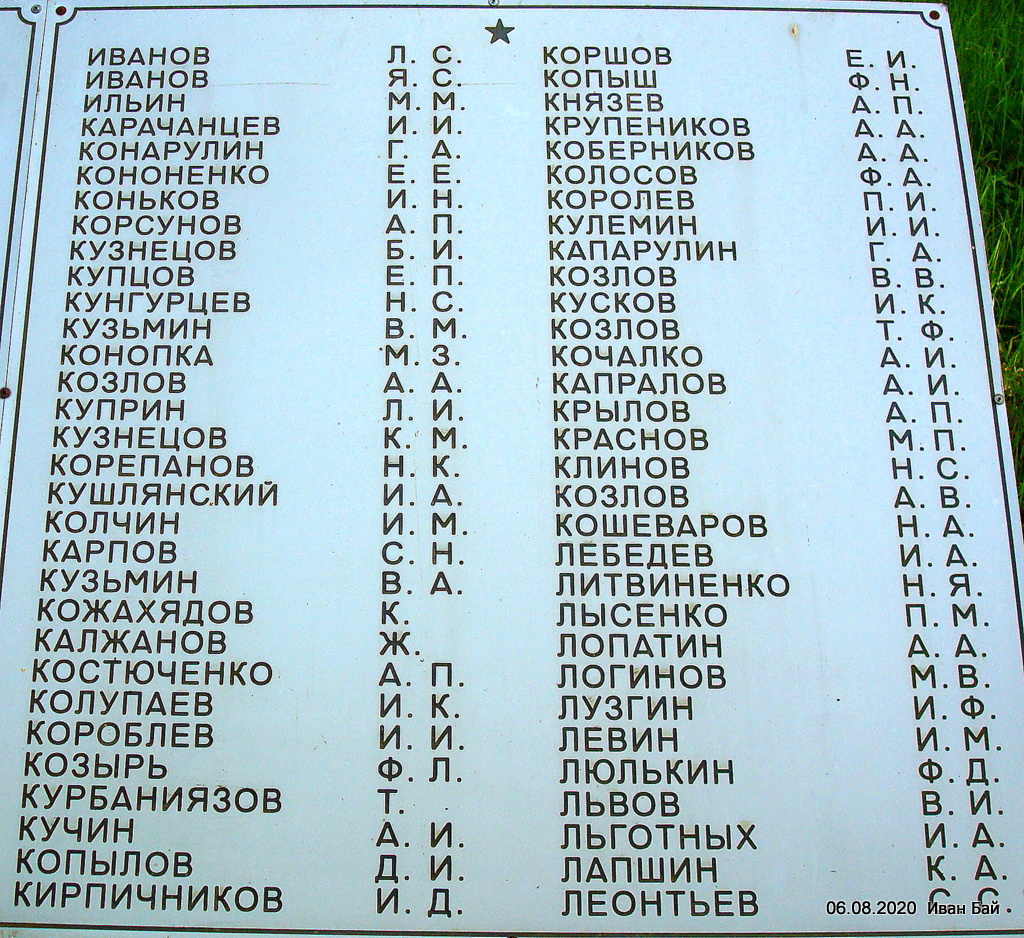 ИВАНОВ Л. С.
ИВАНОВ Я. С.
ИЛЬИН М. М.
КАРАЧАНЦЕВ И. И.
КОНАРУЛИН Г. А.
КОНОНЕНКО Е. Е.
КОНЬКОВ И. Н.
КОРСУНОВ А. П.
КУЗНЕЦОВ Б. И.
КУПЦОВ Е. П.
КУНГУРЦЕВ Н. С.
КУЗЬМИН В. М.
КОНОПКА М. З.
КОЗЛОВ А. А.
КУПРИН Л. И.
КУЗНЕЦОВ К. М.
КОРЕПАНОВ Н. К.
КУШЛЯНСКИЙ И. А.
КОЛЧИН И. М.
КАРПОВ С. Н.
КУЗЬМИН В. А.
КОЖАХЯДОВ К.
КАЛЖАНОВ Ж.
КОСТЮЧЕНКО А. П.
КОЛУПАЕВ И. К.
КОРОБЛЕВ И. И.
КОЗЫРЬ Ф. Л.
КУРБАНИЯЗОВ Т.
КУЧИН А. И.
КОПЫЛОВ Д. И.
КИРПИЧНИКОВ И. Д.
КОРШОВ Е. И.
КОПЫШ Ф. Н.
КНЯЗЕВ А. П.
КРУПЕНИКОВ А. А.
КОБЕРНИКОВ А. А.
КОЛОСОВ Ф. А.
КОРОЛЕВ П. И.
КУЛЕМИН И. И.
КАПАРУЛИН Г. А.
КОЗЛОВ В. В.
КУСКОВ И. К.
КОЗЛОВ Т. Ф.
КОЧАЛКО А. И.
КАПРАЛОВ А. И.
КРЫЛОВ А. П.
КРАСНОВ М. П.
КЛИНОВ Н. С.
КОЗЛОВ А. В.
КОШЕВАРОВ Н. А.
ЛЕБЕДЕВ И. А.
ЛИТВИНЕНКО Н. Я.
ЛЫСЕНКО П. М.
ЛОПАТИН А. А.
ЛОГИНОВ М. В.
ЛУЗГИН И. Ф.
ЛЕВИН И. М.
ЛЮЛЬКИН Ф. Д.
ЛЬВОВ В. И.
ЛЬГОТНЫХ И. А.
ЛАПШИН К. А.
ЛЕОНТЬЕВ С. С.
06.08.2020 Иван Бай